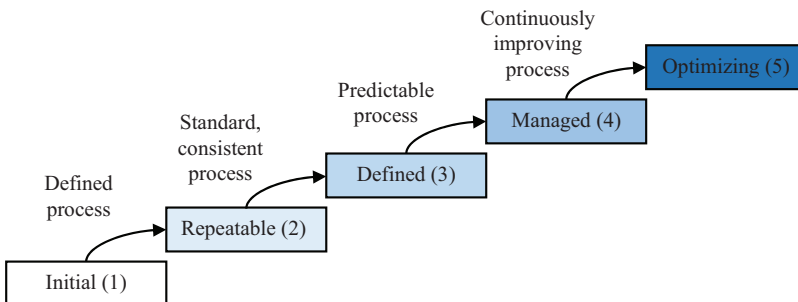 Continuously
improving
process
Optimizing (5)
Predictable
process
Managed (4)
Standard,
consistent
process
Defined (3)
Defined
process
Repeatable (2)
Initial (1)